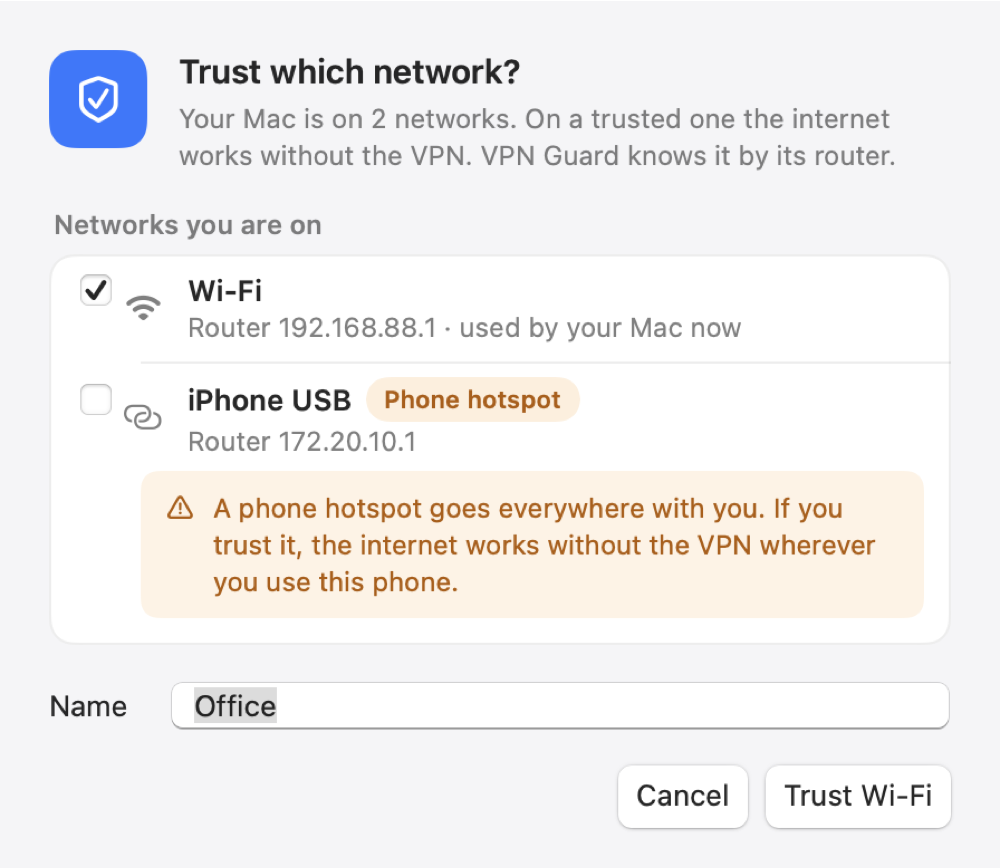 Trust which network?
Your Mac is on 2 networks. On a trusted one the internet
works without the VPN. VPN Guard knows it by its router.
Networks you are on
Wi-Fi
Router 192.168.88.1 · used by your Mac now
iPhone USB Phone hotspot
Router 172.20.10.1
A phone hotspot goes everywhere with you. If you
trust it, the internet works without the VPN wherever
you use this phone.
Name Office
Cancel Trust Wi-Fi